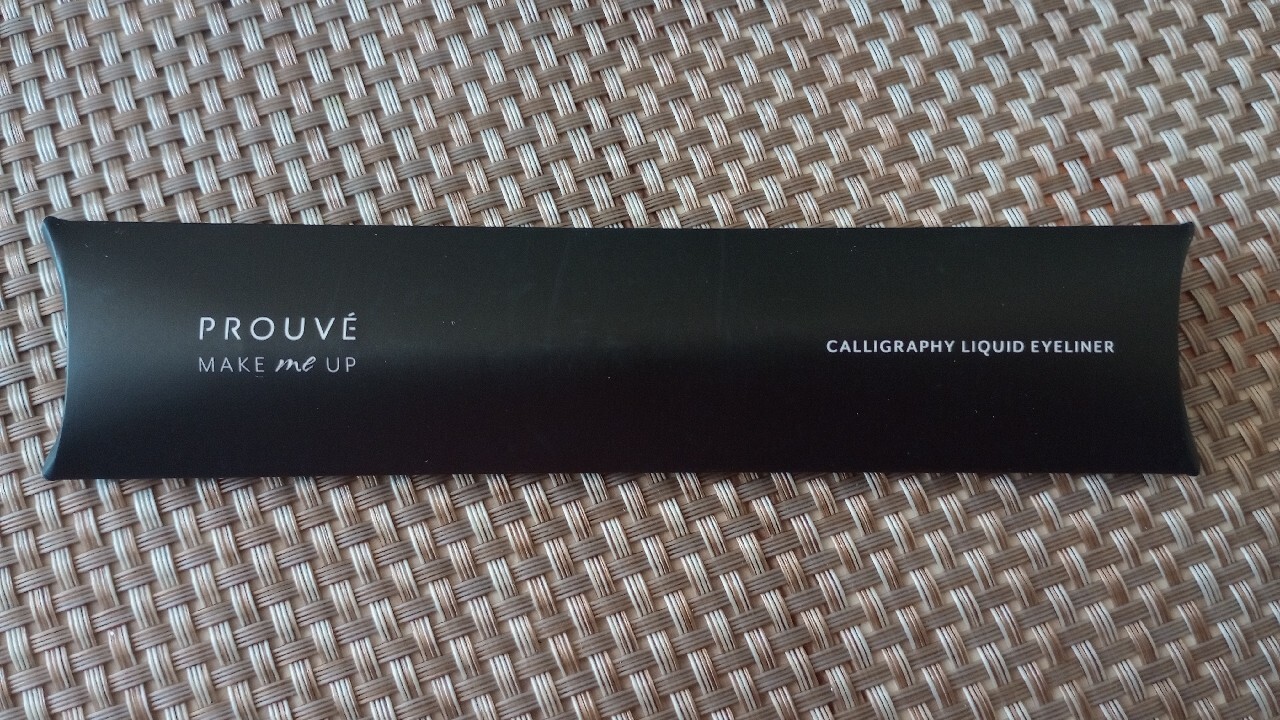 PROUVÉ
MAKE me UP
CALLIGRAPHY LIQUID EYELINER